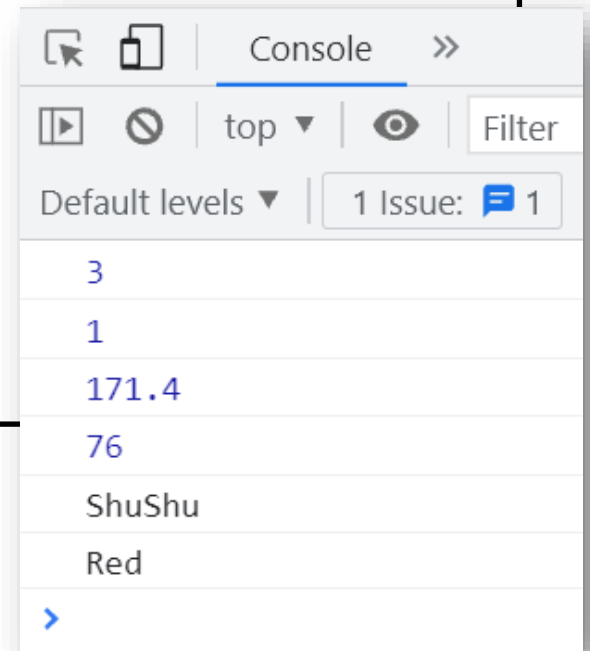 Console »
top ▼ Filter
Default levels ▼ 1 Issue: 1
3
1
171.4
76
ShuShu
Red
>